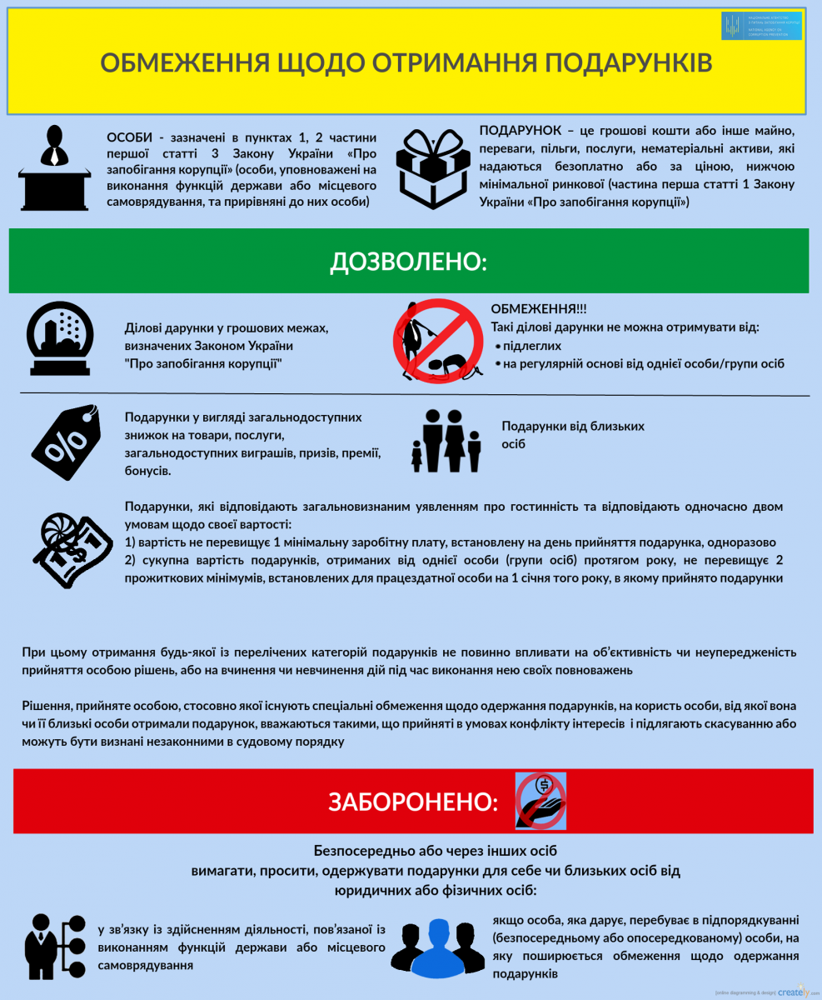 НАЦІОНАЛЬНЕ АГЕНТСТВО
З ПИТАНЬ ЗАПОБІГАННЯ КОРУПЦІЇ
NATIONAL AGENCY ON
CORRUPTION PREVENTION
ОБМЕЖЕННЯ ЩОДО ОТРИМАННЯ ПОДАРУНКІВ
ОСОБИ - зазначені в пунктах 1, 2 частини
першої статті 3 Закону України «Про
запобігання корупції» (особи, уповноважені на
виконання функцій держави або місцевого
самоврядування, та прирівняні до них особи)
ПОДАРУНОК – це грошові кошти або інше майно,
переваги, пільги, послуги, нематеріальні активи, які
надаються безоплатно або за ціною, нижчою
мінімальної ринкової (частина перша статті 1 Закону
України «Про запобігання корупції»)
ДОЗВОЛЕНО:
Ділові дарунки у грошових межах,
визначених Законом України
"Про запобігання корупції"
ОБМЕЖЕННЯ!!!
Такі ділові дарунки не можна отримувати від:
• підлеглих
• на регулярній основі від однієї особи/групи осіб
%
Подарунки у вигляді загальнодоступних
знижок на товари, послуги,
загальнодоступних виграшів, призів, премії,
бонусів.
Подарунки від близьких
осіб
Подарунки, які відповідають загальновизнаним уявленням про гостинність та відповідають одночасно двом
умовам щодо своєї вартості:
1) вартість не перевищує 1 мінімальну заробітну плату, встановлену на день прийняття подарунка, одноразово
2) сукупна вартість подарунків, отриманих від однієї особи (групи осіб) протягом року, не перевищує 2
прожиткових мінімумів, встановлених для працездатної особи на 1 січня того року, в якому прийнято подарунки
При цьому отримання будь-якої із перелічених категорій подарунків не повинно впливати на об’єктивність чи неупередженість
прийняття особою рішень, або на вчинення чи невчинення дій під час виконання нею своїх повноважень
Рішення, прийняте особою, стосовно якої існують спеціальні обмеження щодо одержання подарунків, на користь особи, від якої вона
чи її близькі особи отримали подарунок, вважаються такими, що прийняті в умовах конфлікту інтересів і підлягають скасуванню або
можуть бути визнані незаконними в судовому порядку
ЗАБОРОНЕНО:
Безпосередньо або через інших осіб
вимагати, просити, одержувати подарунки для себе чи близьких осіб від
юридичних або фізичних осіб:
у зв’язку із здійсненням діяльності, пов’язаної із
виконанням функцій держави або місцевого
самоврядування
якщо особа, яка дарує, перебуває в підпорядкуванні
(безпосередньому або опосередкованому) особи, на
яку поширюється обмеження щодо одержання
подарунків
[online diagramming & design] creately.com